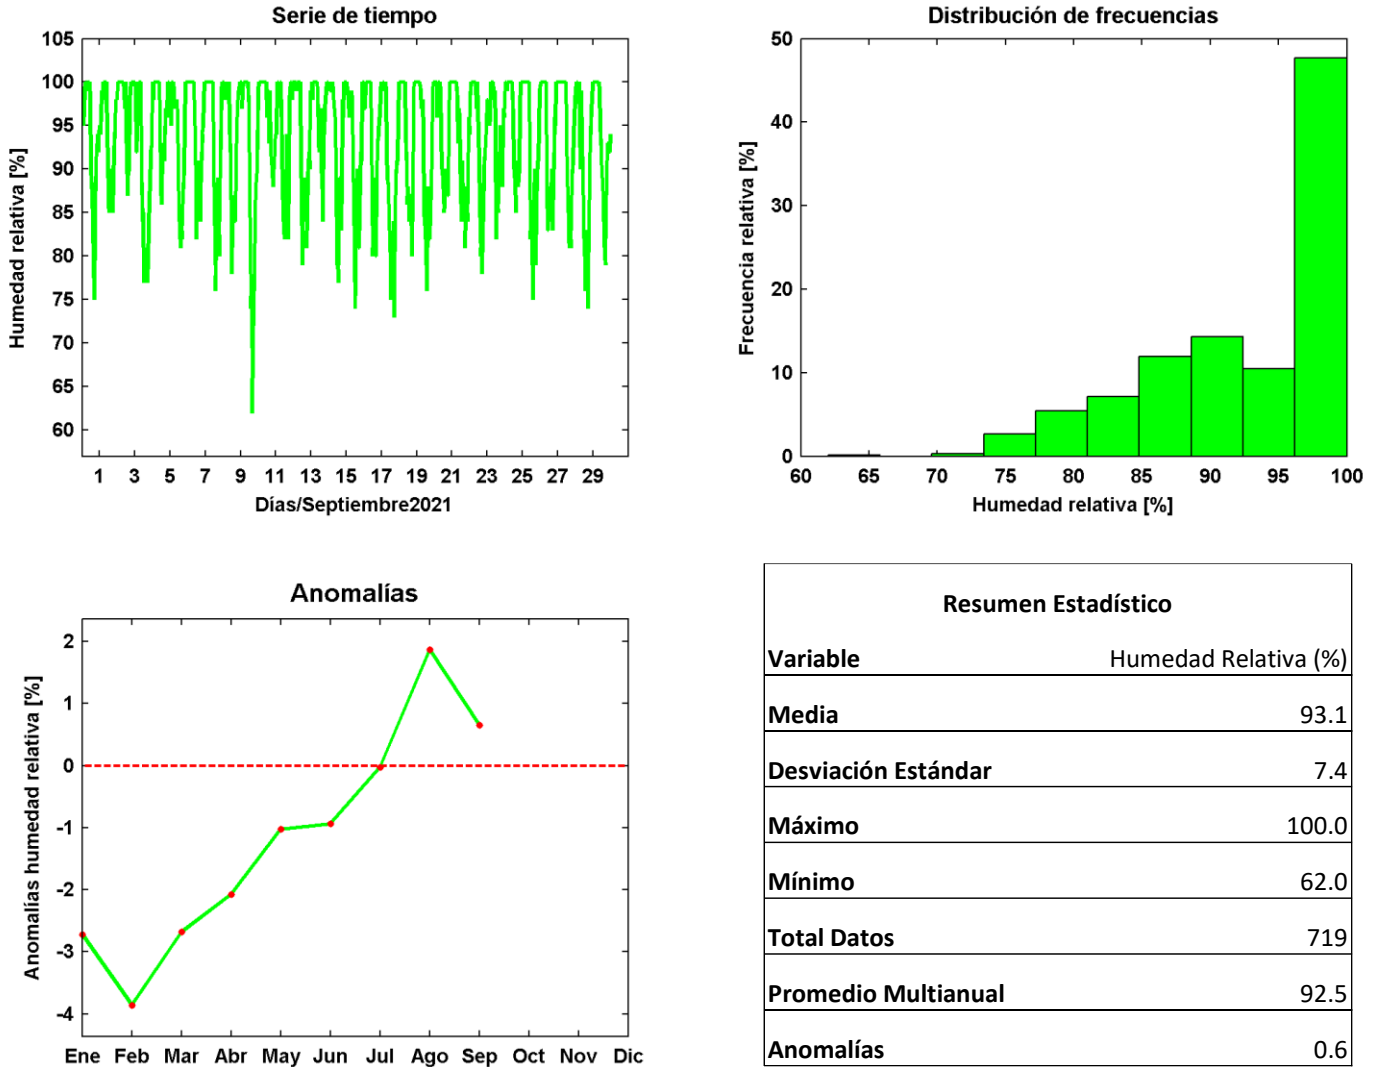 Serie de tiempo
105
100
95
90
85
80
75
70
65
60
Humedad relativa [%]
1 3 5 7 9 11 13 15 17 19 21 23 25 27 29
Días/Septiembre2021
Distribución de frecuencias
50
40
30
20
10
0
Frecuencia relativa [%]
60 65 70 75 80 85 90 95 100
Humedad relativa [%]
Anomalías
2
1
0
-1
-2
-3
-4
Anomalías humedad relativa [%]
Ene Feb Mar Abr May Jun Jul Ago Sep Oct Nov Dic
Resumen Estadístico
Variable Humedad Relativa (%)
Media 93.1
Desviación Estándar 7.4
Máximo 100.0
Mínimo 62.0
Total Datos 719
Promedio Multianual 92.5
Anomalías 0.6